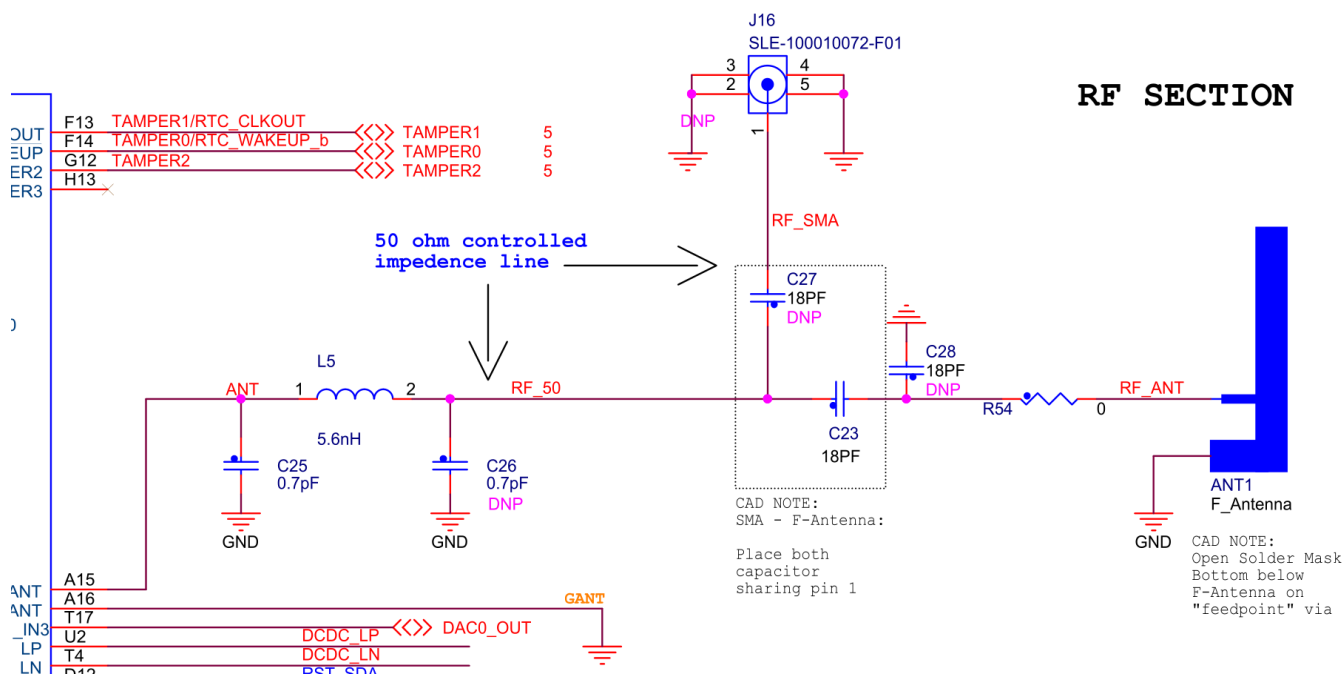 J16
SLE-100010072-F01
3
4
2
5
1
DNP
RF SECTION
F13 TAMPER1/RTC_CLKOUT
OUT
TAMPER1 5
F14 TAMPER0/RTC_WAKEUP_b
EUP
TAMPER0 5
G12 TAMPER2
ER2
TAMPER2 5
H13
ER3
RF_SMA
50 ohm controlled
impedence line
C27
18PF
DNP
L5
ANT
1
2
5.6nH
RF_50
C28
18PF
DNP
C23
18PF
R54
0
RF_ANT
C25
0.7pF
GND
C26
0.7pF
DNP
GND
CAD NOTE:
SMA - F-Antenna:
Place both
capacitor
sharing pin 1
ANT1
F_Antenna
GND
CAD NOTE:
Open Solder Mask
Bottom below
F-Antenna on
"feedpoint" via
A15
ANT
A16
ANT
GANT
T17
_IN3
DAC0_OUT
U2
LP
DCDC_LP
T4
LN
DCDC_LN